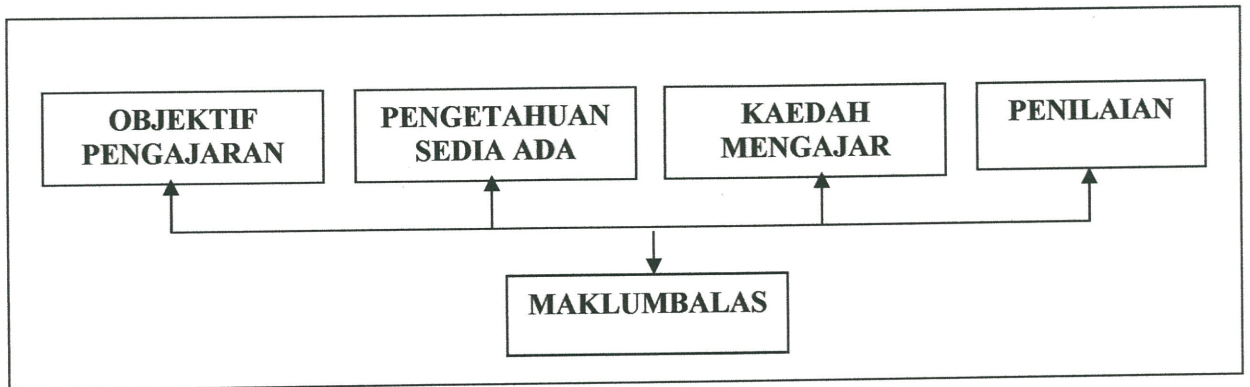 OBJEKTIF
PENGAJARAN
PENGETAHUAN
SEDIA ADA
KAEDAH
MENGAJAR
PENILAIAN
MAKLUMBALAS